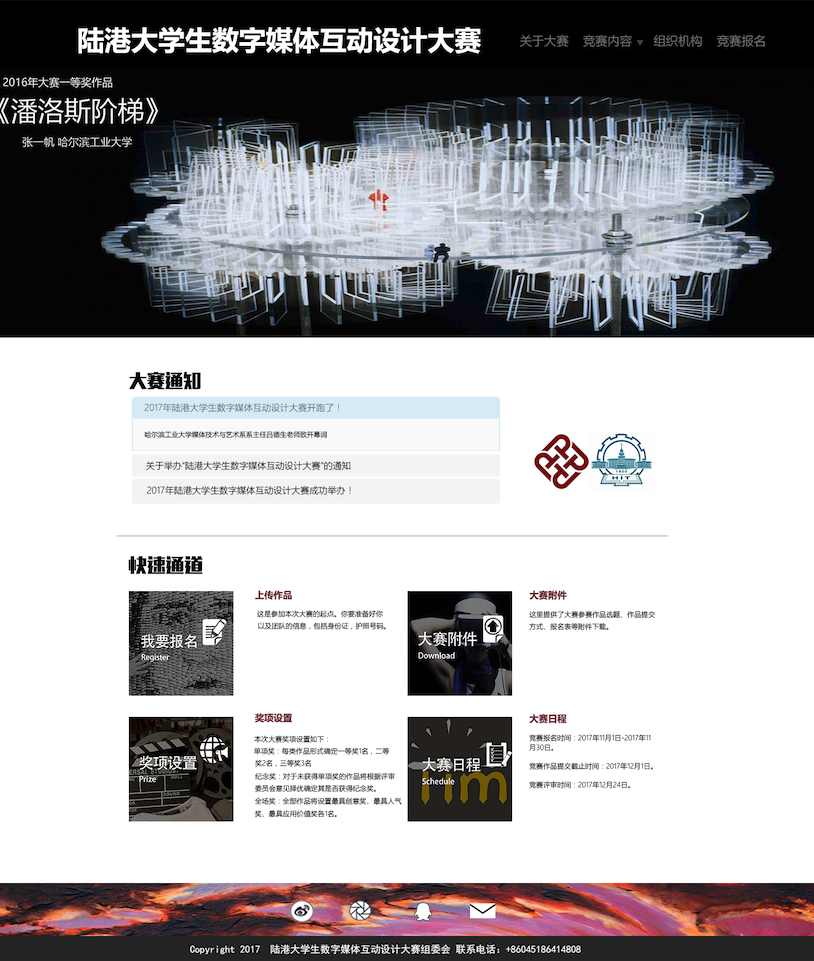 陆港大学生数字媒体互动设计大赛
关于大赛 竞赛内容 组织机构 竞赛报名
2016年大赛一等奖作品
《潘洛斯阶梯》
张一帆 哈尔滨工业大学
大赛通知
2017年陆港大学生数字媒体互动设计大赛开跑了！
哈尔滨工业大学媒体技术与艺术系系主任吕德生老师致开幕词
关于举办"陆港大学生数字媒体互动设计大赛"的通知
2017年陆港大学生数字媒体互动设计大赛成功举办！
1920
HIT
快速通道
我要报名
Register
上传作品
这是参加本次大赛的起点。你要准备好你
以及团队的信息，包括身份证，护照号码。
大赛附件
Download
大赛附件
这里提供了大赛参赛作品选题、作品提交
方式、报名表等附件下载。
奖项设置
Prize
奖项设置
本次大赛奖项设置如下：
单项奖：每类作品形式确定一等奖1名，二等
奖2名，三等奖3名
纪念奖：对于未获得单项奖的作品将根据评审
委员会意见择优确定其是否获得纪念奖。
全场奖：全部作品将设置最具创意奖、最具人气
奖、最具应用价值奖各1名。
大赛日程
Schedule
大赛日程
竞赛报名时间：2017年11月1日-2017年11
月30日。
竞赛作品提交截止时间：2017年12月1日。
竞赛评审时间：2017年12月24日。
Copyright 2017 陆港大学生数字媒体互动设计大赛组委会 联系电话：+86045186414808